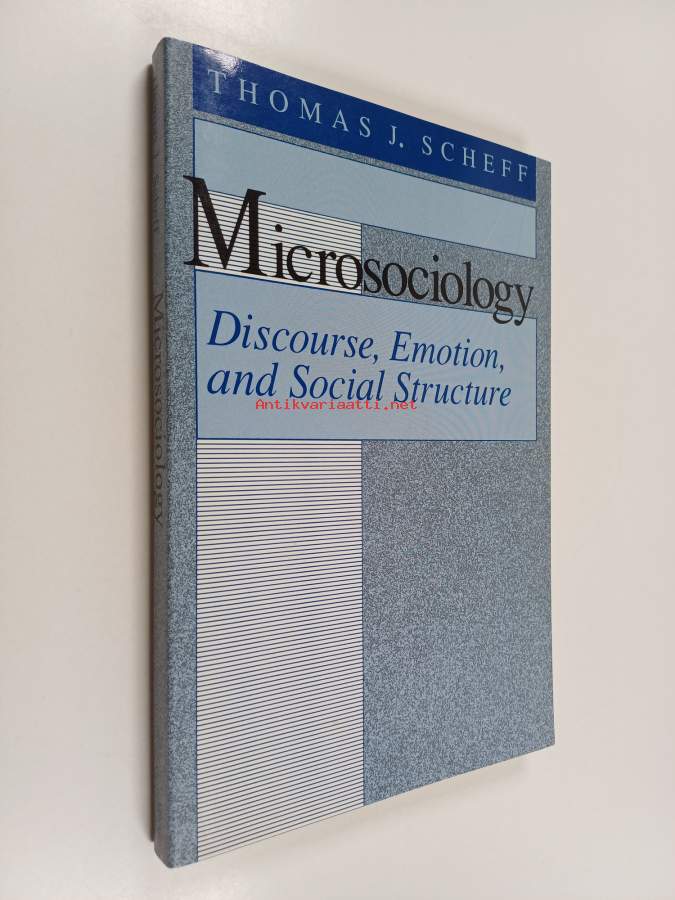 THOMAS J. SCHEFF
Microsociology
Discourse, Emotion,
and Social Structure
Antikvariaatti.net
Microsociology